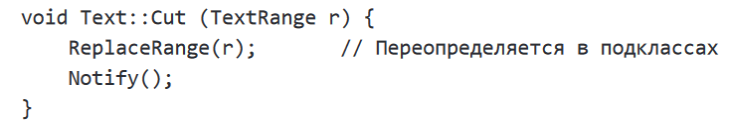 void Text::Cut (TextRange r) {
    ReplaceRange(r);        // Переопределяется в подклассах
    Notify();
}